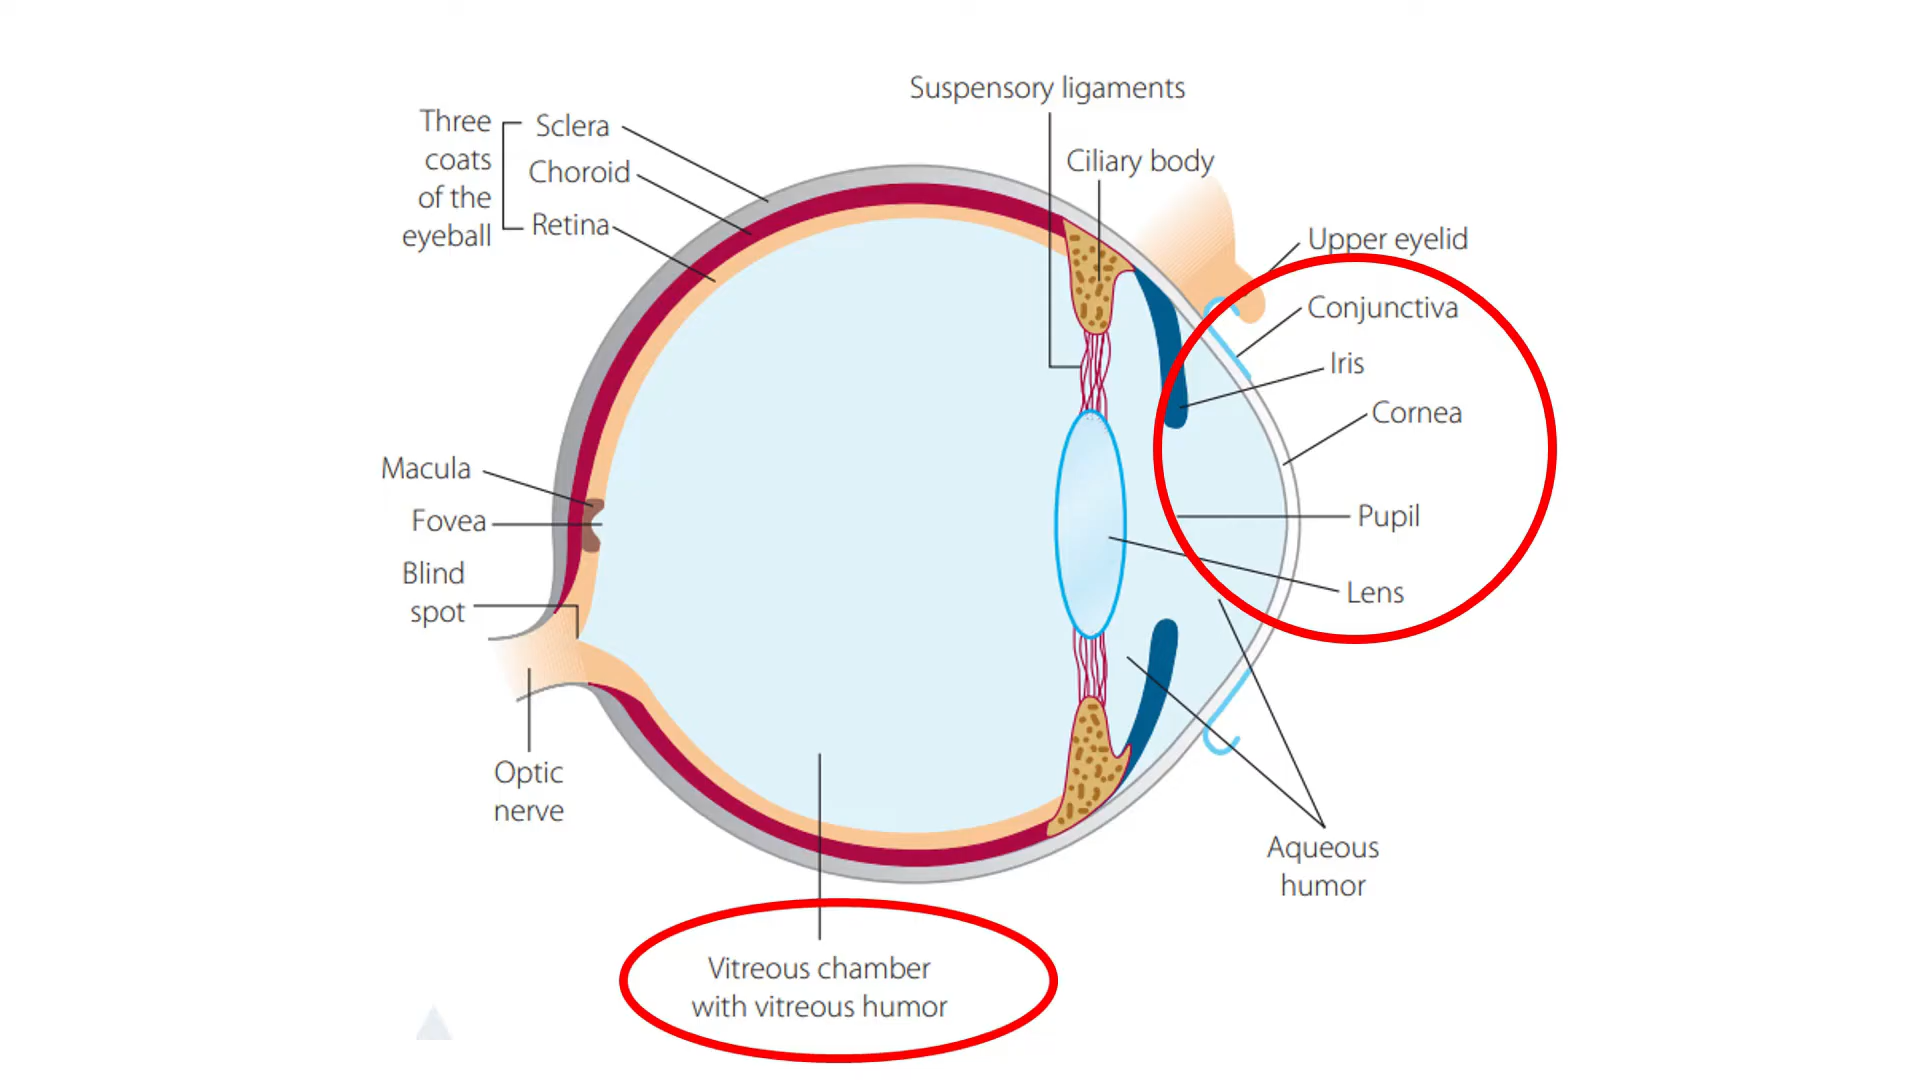 Suspensory ligaments
Three
coats
of the
eyeball
Sclera
Choroid
Retina
Ciliary body
Upper eyelid
Conjunctiva
Iris
Cornea
Macula
Fovea
Pupil
Blind
spot
Lens
Optic
nerve
Aqueous
humor
Vitreous chamber
with vitreous humor